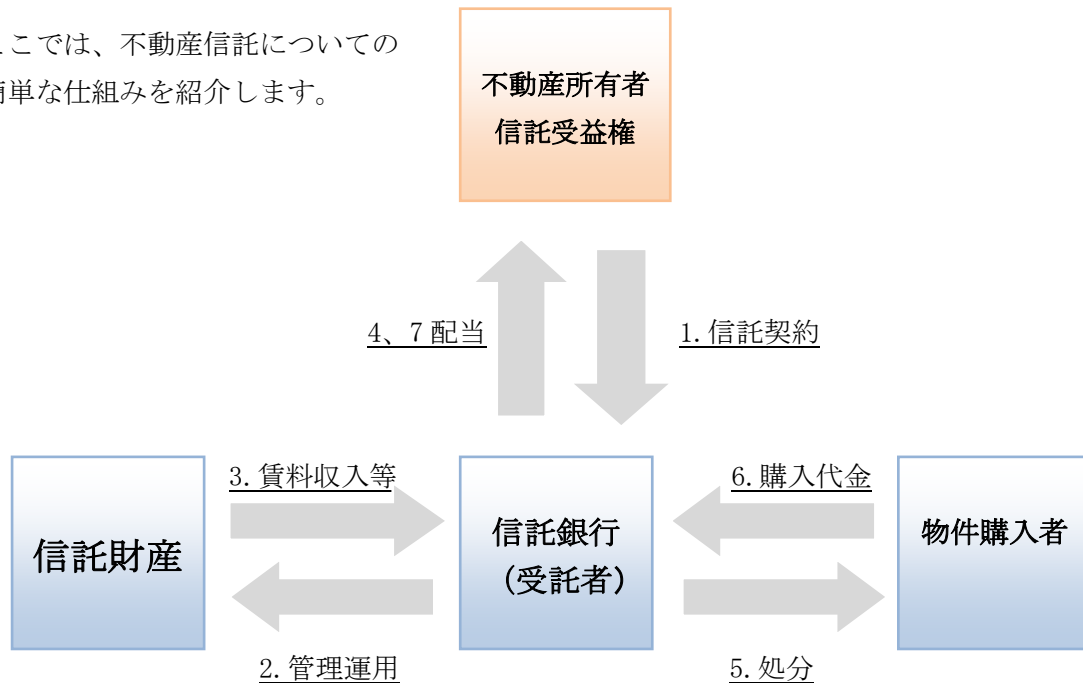 こでは、不動産信託についての
単な仕組みを紹介します。
不動産所有者
信託受益権
4、7配当
1.信託契約
3.賃料収入等
6.購入代金
信託財産
信託銀行
（受託者）
物件購入者
2.管理運用
5.処分